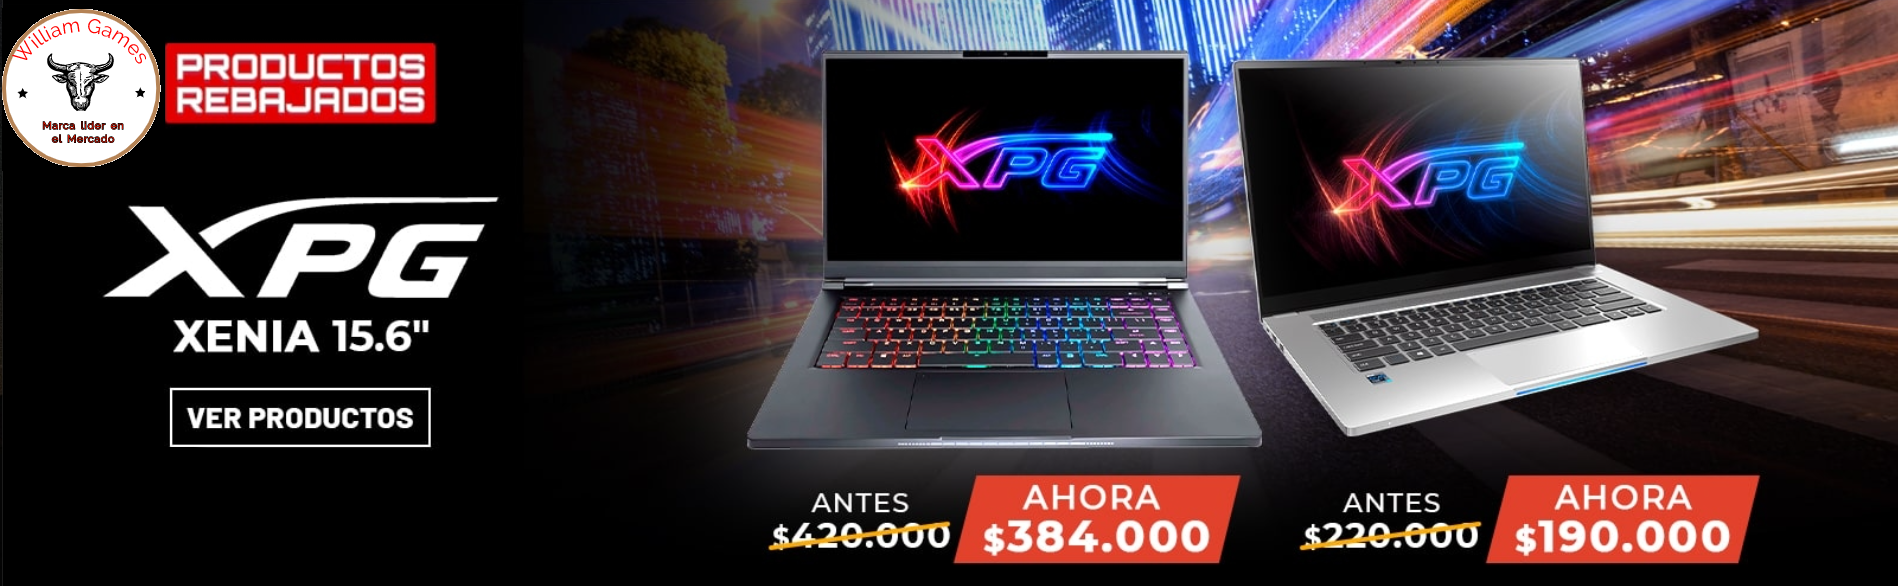 William Games
Marca lider en
el Mercado
PRODUCTOS
REBAJADOS
XPG
XENIA 15.6"
VER PRODUCTOS
XPG
XPG
ANTES
$420.000
AHORA
$384.000
ANTES
$220.000
AHORA
$190.000